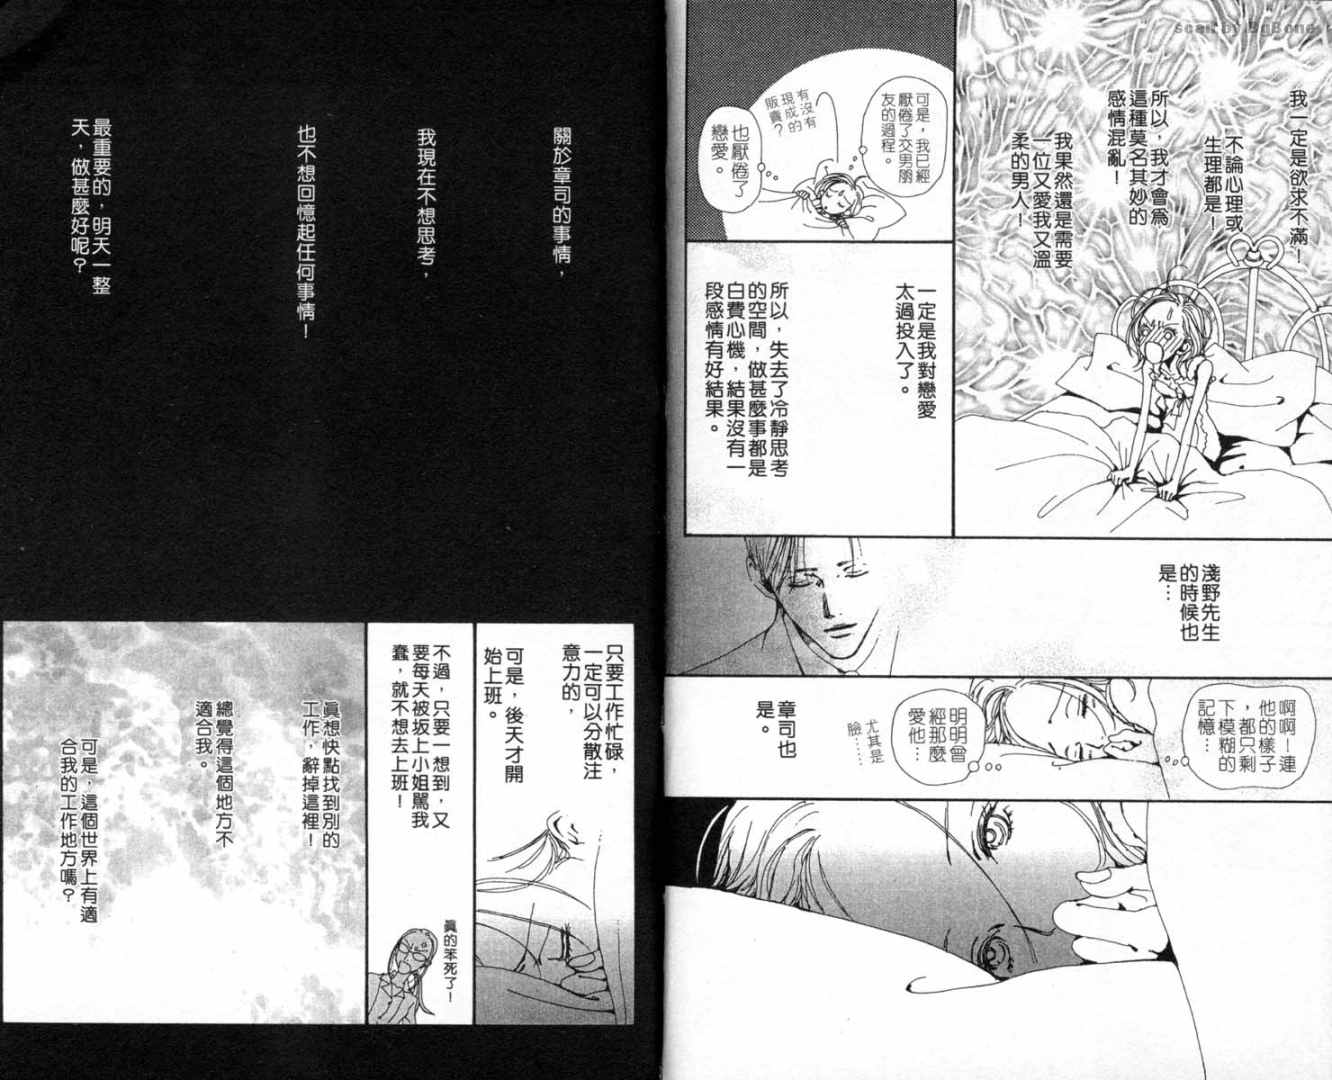 scan by BgBone
我一定是欲求不滿！
不論心理或
生理都是！
所以，我才會為
這種莫名其妙的
感情混亂！
我果然還是需要
一位又愛我又溫
柔的男人！
可是，我已經
厭倦了交男朋
友的過程。
有沒有
現成的
販賣？
也厭倦了
戀愛。
一定是我對戀愛
太過投入了。
所以，失去了冷靜思考
的空間，做甚麼事都是
白費心機，結果沒有一
段感情有好結果。
淺野先生
的時候也
是…
啊啊－連
他的樣子
，都只剩
下模糊的
記憶…
明明曾
經那麼
愛他…
尤其是
臉……
章司也
是。
關於章司的事情，
我現在不想思考，
也不想回憶起任何事情！
最重要的，明天一整
天，做甚麼好呢？
只要工作忙碌，
一定可以分散注
意力的，
可是，後天才開
始上班。
不過，只要一想到，又
要每天被坂上小姐罵我
蠢，就不想去上班！
真的笨死了！
真想快點找到別的
工作，辭掉這裡！
總覺得這個地方不
適合我。
可是，這個世界上有適
合我的工作地方嗎？